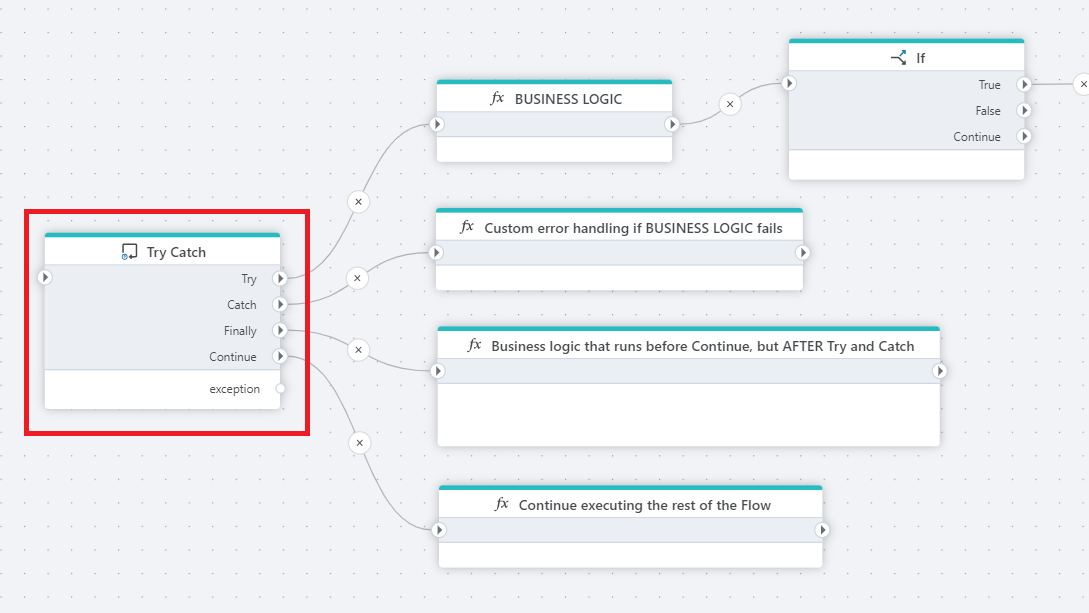 If
True
False
Continue
fx BUSINESS LOGIC
fx Custom error handling if BUSINESS LOGIC fails
Try Catch
Try
Catch
Finally
Continue
exception
fx Business logic that runs before Continue, but AFTER Try and Catch
fx Continue executing the rest of the Flow